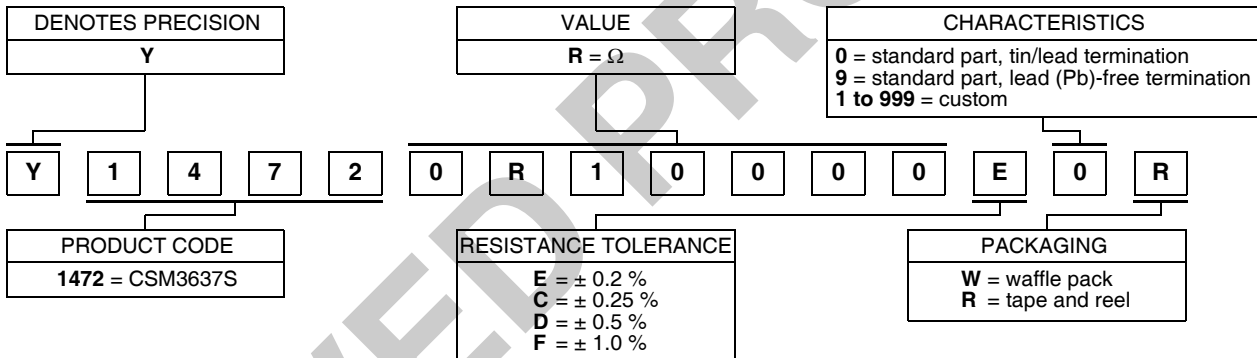 DENOTES PRECISION
Y
VALUE
R = Ω
CHARACTERISTICS
0 = standard part, tin/lead termination
9 = standard part, lead (Pb)-free termination
1 to 999 = custom
Y 1 4 7 2 0 R 1 0 0 0 0 E 0 R
PRODUCT CODE
1472 = CSM3637S
RESISTANCE TOLERANCE
E = ± 0.2 %
C = ± 0.25 %
D = ± 0.5 %
F = ± 1.0 %
PACKAGING
W = waffle pack
R = tape and reel